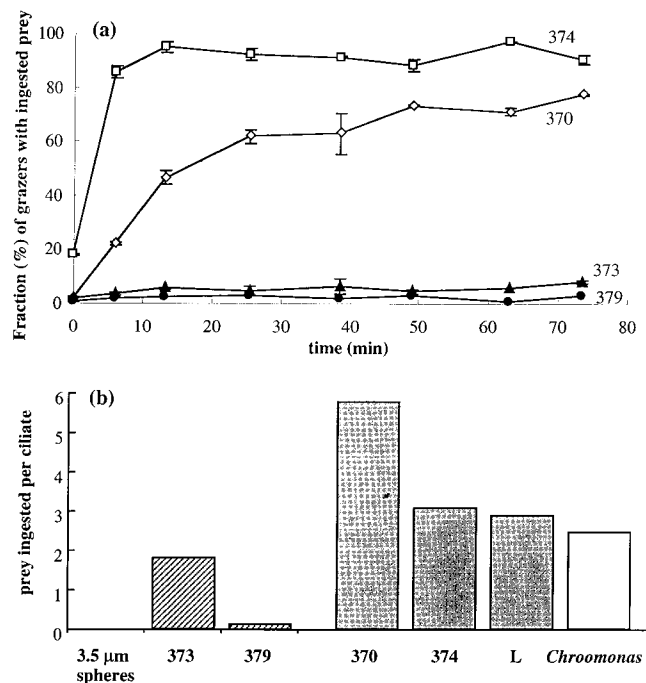 (a)
Fraction (%) of grazers with ingested prey
100
80
60
40
20
0
374
370
373
379
0 10 20 30 40 50 60 70 80
time (min)
(b)
prey ingested per ciliate
6
5
4
3
2
1
0
3.5 µm spheres 373 379 370 374 L Chroomonas